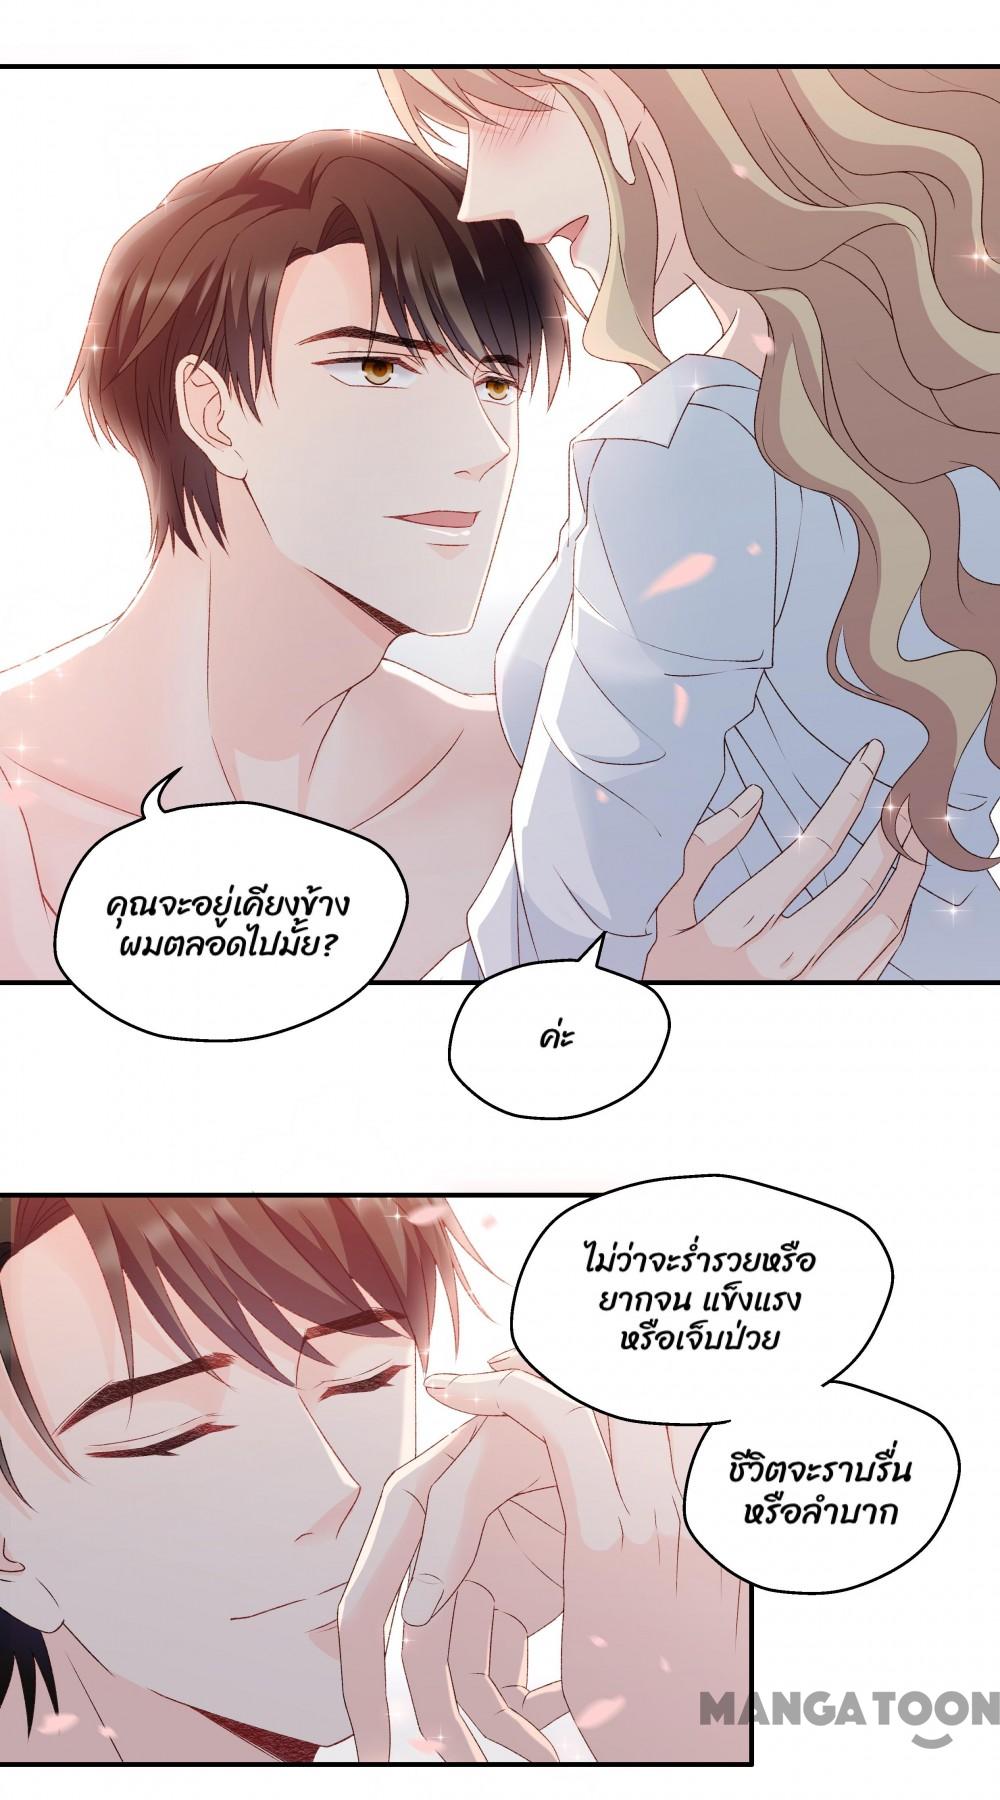 คุณจะอยู่เคียงข้าง
ผมตลอดไปมั้ย?
ค่ะ
ไม่ว่าจะร่ำรวยหรือ
ยากจน แข็งแรง
หรือเจ็บป่วย
ชีวิตจะราบรื่น
หรือลำบาก
MANGATOON